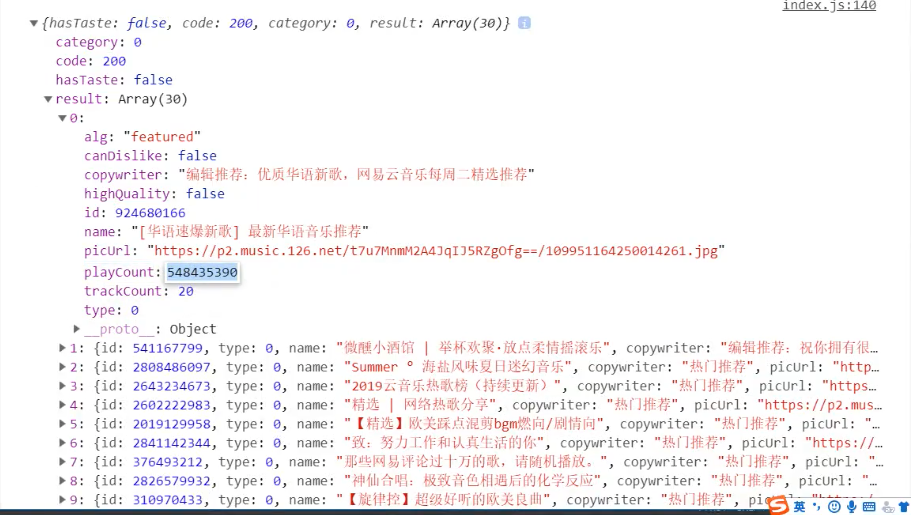 index.js:140
▼{hasTaste: false, code: 200, category: 0, result: Array(30)} i
category: 0
code: 200
hasTaste: false
▼result: Array(30)
▼0:
alg: "featured"
canDislike: false
copywriter: "编辑推荐：优质华语新歌，网易云音乐每周二精选推荐"
highQuality: false
id: 924680166
name: "[华语速爆新歌] 最新华语音乐推荐"
picUrl: "https://p2.music.126.net/t7u7MnmM2A4JqIJ5RZgOfg==/109951164250014261.jpg"
playCount: 548435390
trackCount: 20
type: 0
▶__proto__: Object
▶1: {id: 541167799, type: 0, name: "微醺小酒馆 | 举杯欢聚·放点柔情摇滚乐", copywriter: "编辑推荐：祝你拥有很…
▶2: {id: 2808486097, type: 0, name: "Summer ° 海盐风味夏日迷幻音乐", copywriter: "热门推荐", picUrl: "http…
▶3: {id: 2643234673, type: 0, name: "2019云音乐热歌榜（持续更新）", copywriter: "热门推荐", picUrl: "https…
▶4: {id: 2602222983, type: 0, name: "精选 | 网络热歌分享", copywriter: "热门推荐", picUrl: "https://p2.mus…
▶5: {id: 2019129958, type: 0, name: "【精选】欧美踩点混剪bgm燃向/剧情向", copywriter: "热门推荐", picUrl: "…
▶6: {id: 2841142344, type: 0, name: "致：努力工作和认真生活的你", copywriter: "热门推荐", picUrl: "https://…
▶7: {id: 376493212, type: 0, name: "那些网易评论过十万的歌，请随机播放。", copywriter: "热门推荐", picUrl: "…
▶8: {id: 2826579932, type: 0, name: "神仙合唱：极致音色相遇后的化学反应", copywriter: "热门推荐", picUrl: "…
▶9: {id: 310970433, type: 0, name: "【旋律控】超级好听的欧美良曲", copywriter: "热门推荐",
S 英